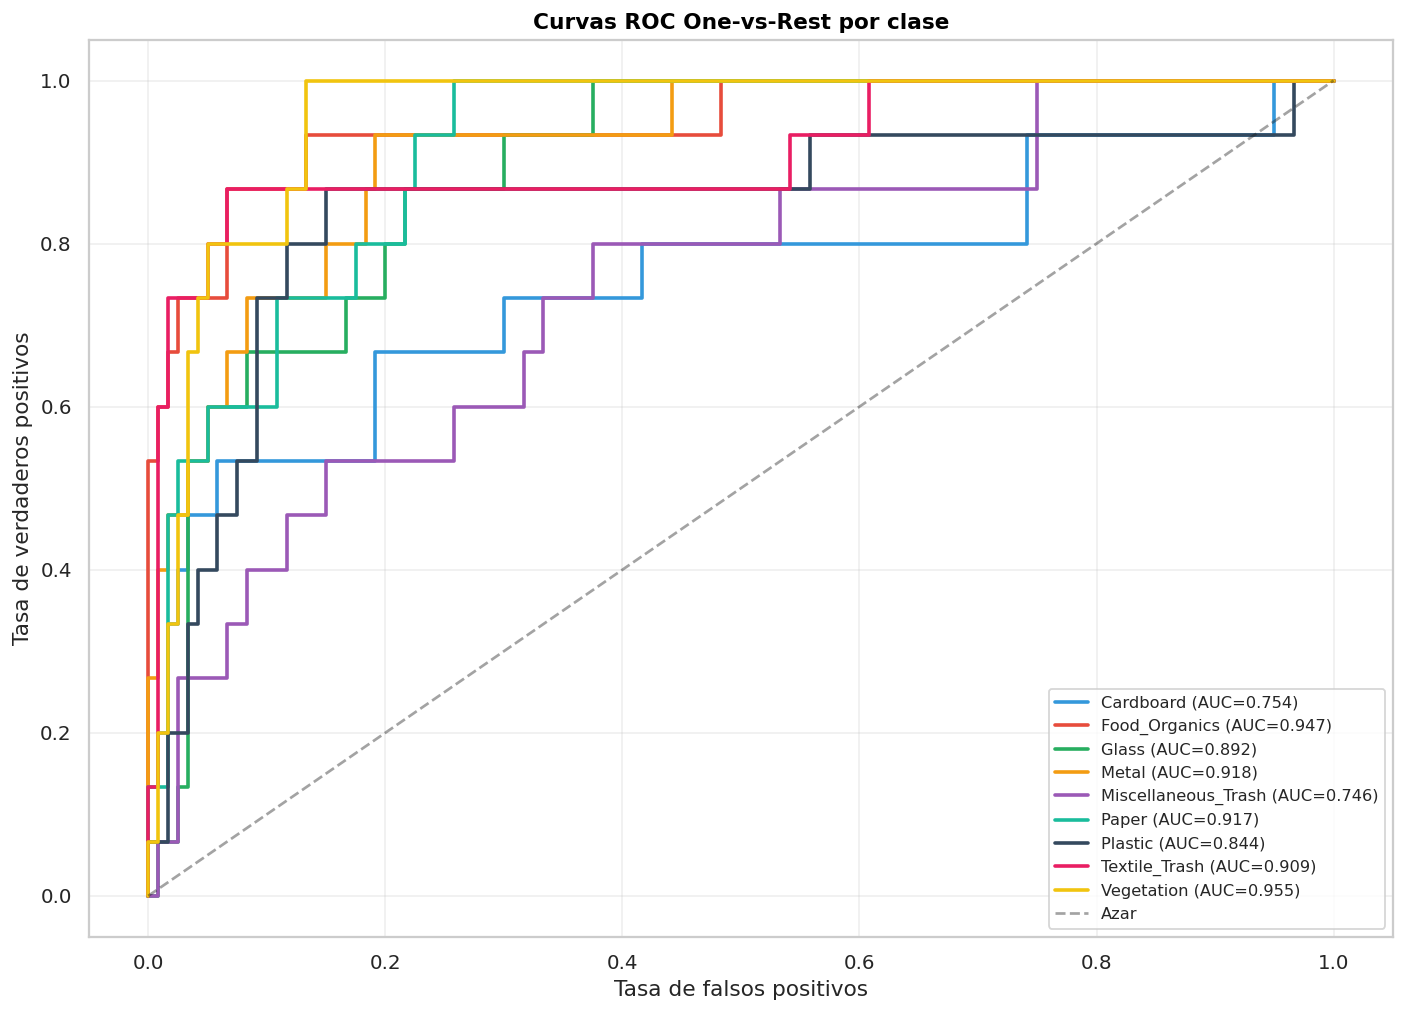 Curvas ROC One-vs-Rest por clase
Tasa de verdaderos positivos
1.0
0.8
0.6
0.4
0.2
0.0
0.0 0.2 0.4 0.6 0.8 1.0
Tasa de falsos positivos
Cardboard (AUC=0.754)
Food_Organics (AUC=0.947)
Glass (AUC=0.892)
Metal (AUC=0.918)
Miscellaneous_Trash (AUC=0.746)
Paper (AUC=0.917)
Plastic (AUC=0.844)
Textile_Trash (AUC=0.909)
Vegetation (AUC=0.955)
Azar